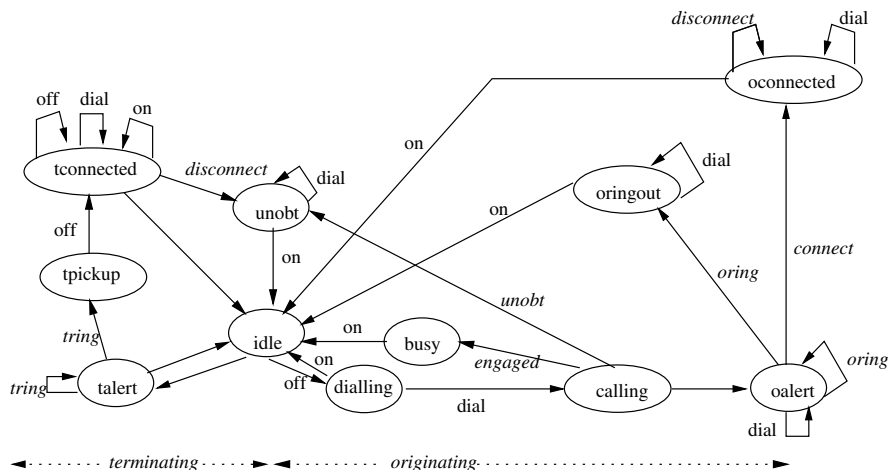 disconnect
dial
oconnected
off
dial
on
tconnected
disconnect
on
dial
oringout
dial
unobt
on
off
on
connect
tpickup
oring
unobt
tring
idle
on
busy
engaged
on
oring
tring
talert
off
dialling
dial
calling
oalert
dial
terminating
originating